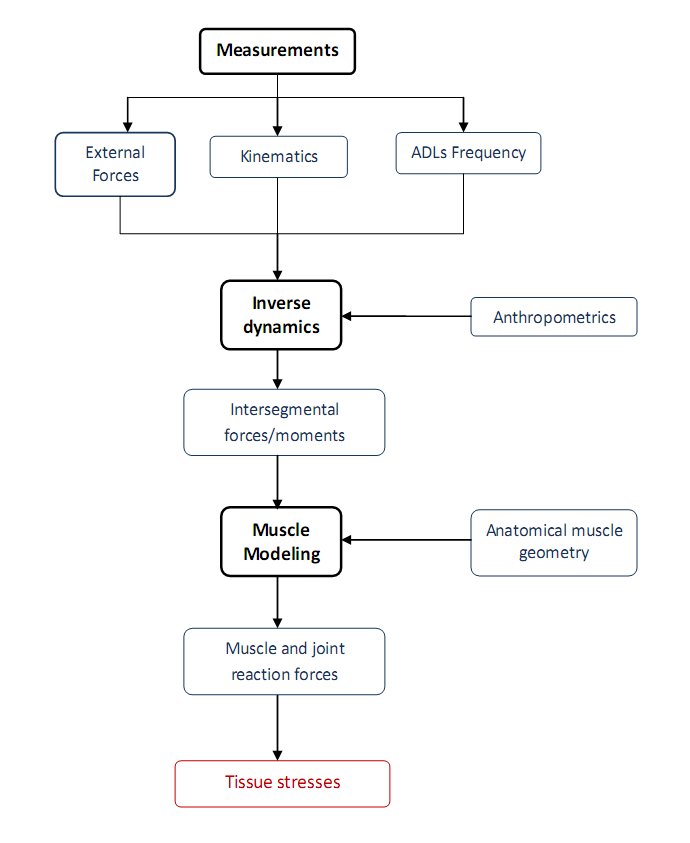 Measurements
External
Forces
Kinematics
ADLs Frequency
Inverse
dynamics
Anthropometrics
Intersegmental
forces/moments
Muscle
Modeling
Anatomical muscle
geometry
Muscle and joint
reaction forces
Tissue stresses